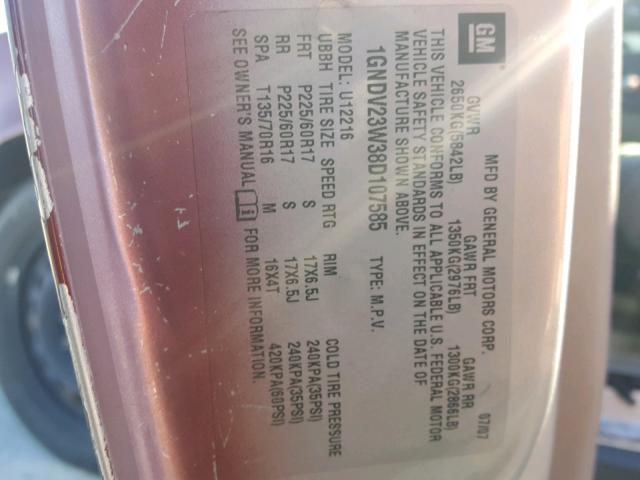 GM
MFD BY GENERAL MOTORS CORP. 07/07
GVWR GAWR FRT GAWR RR
2650KG(5842LB) 1350KG(2976LB) 1300KG(2866LB)
THIS VEHICLE CONFORMS TO ALL APPLICABLE U.S. FEDERAL MOTOR
VEHICLE SAFETY STANDARDS IN EFFECT ON THE DATE OF
MANUFACTURE SHOWN ABOVE.
1GNDV23W38D107585 TYPE: M.P.V.
MODEL: U12216
UBBH TIRE SIZE SPEED RTG RIM COLD TIRE PRESSURE
FRT P225/60R17 S 17X6.5J 240KPA(35PSI)
RR P225/60R17 S 17X6.5J 240KPA(35PSI)
SPA T135/70R16 M 16X4T 420KPA(60PSI)
SEE OWNER'S MANUAL FOR MORE INFORMATION.